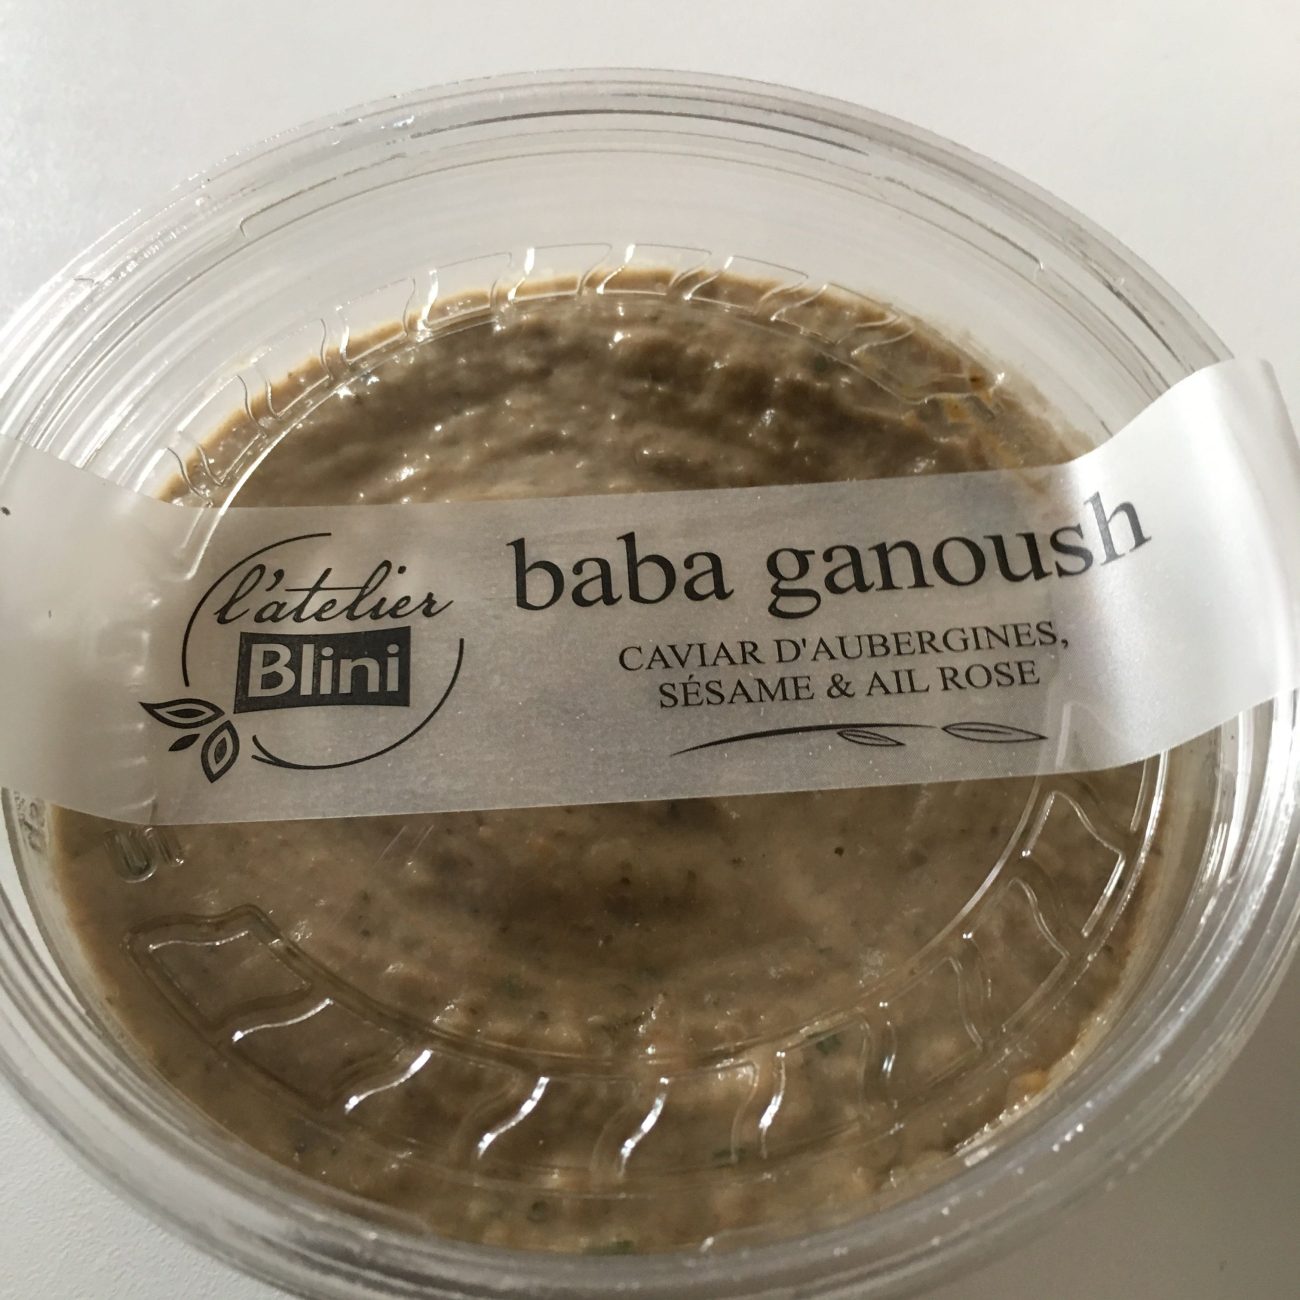 l'atelier
Blini
baba ganoush
CAVIAR D'AUBERGINES,
SÉSAME & AIL ROSE